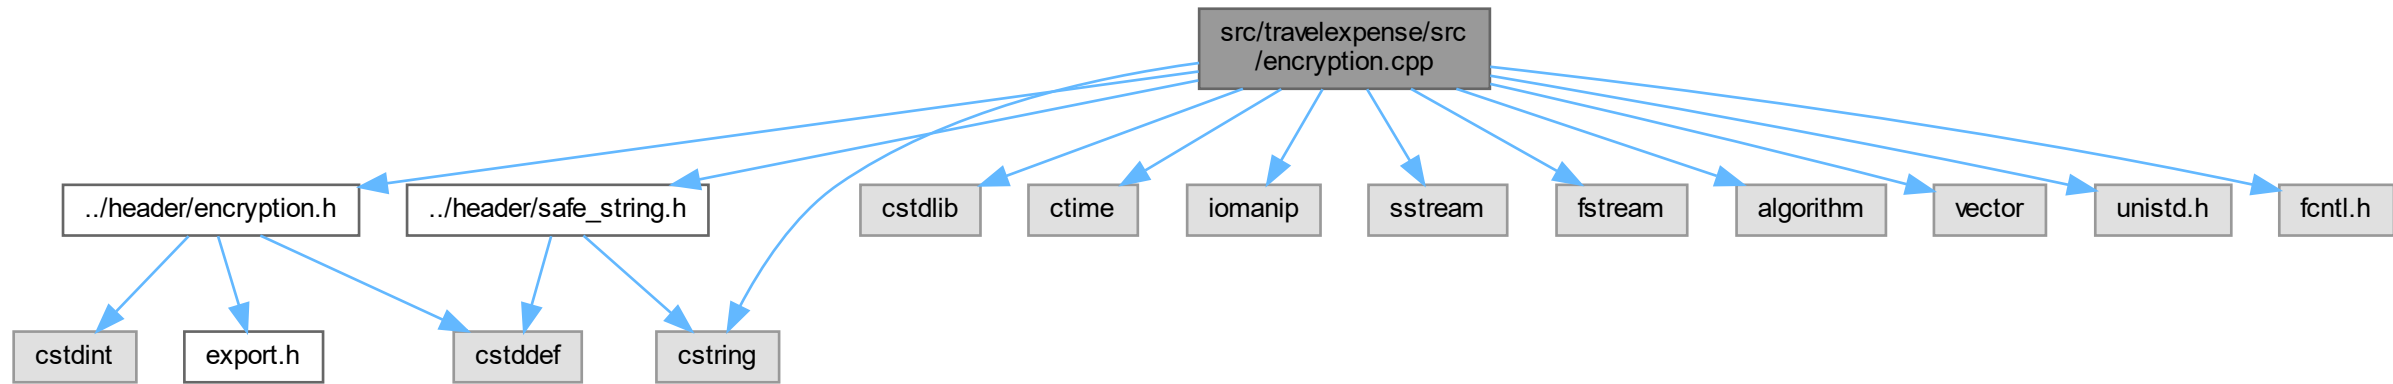 src/travelexpense/src
/encryption.cpp
../header/encryption.h
../header/safe_string.h
cstdlib
ctime
iomanip
sstream
fstream
algorithm
vector
unistd.h
fcntl.h
cstdint
export.h
cstddef
cstring